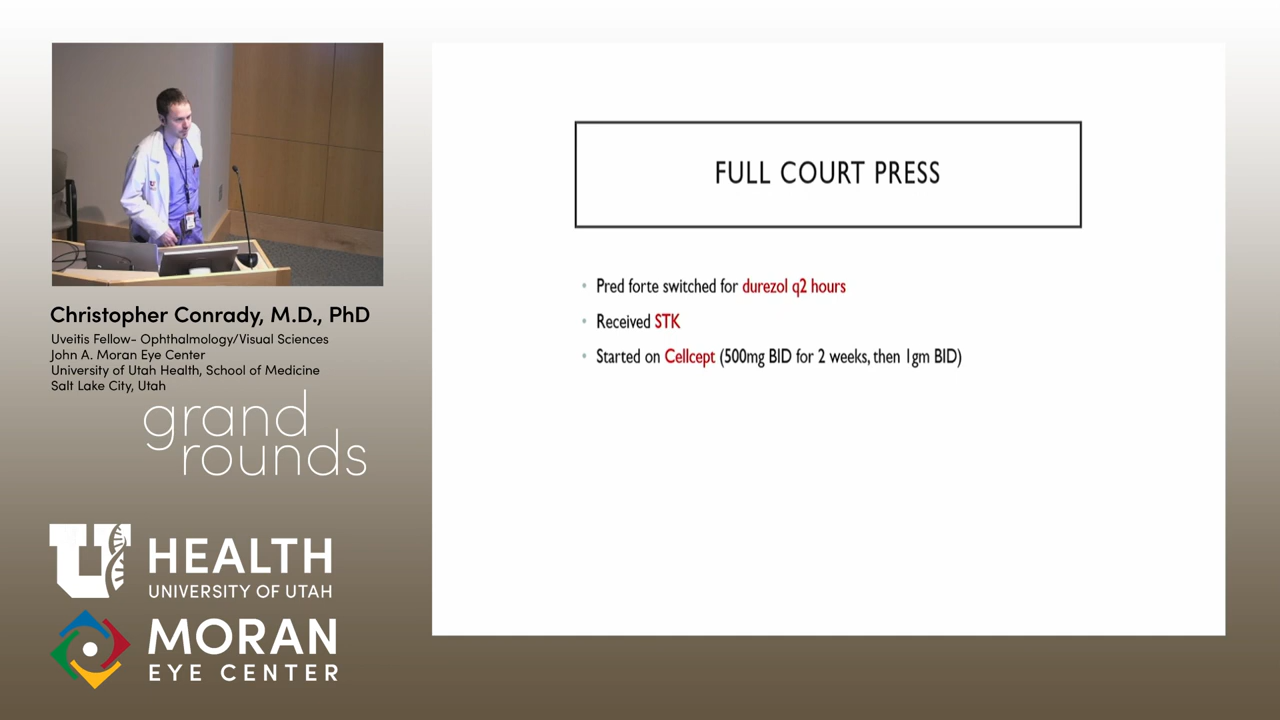 FULL COURT PRESS
• Pred forte switched for durezol q2 hours
• Received STK
• Started on Cellcept (500mg BID for 2 weeks, then 1gm BID)
Christopher Conrady, M.D., PhD
Uveitis Fellow- Ophthalmology/Visual Sciences
John A. Moran Eye Center
University of Utah Health, School of Medicine
Salt Lake City, Utah
grand
rounds
U HEALTH
UNIVERSITY OF UTAH
MORAN
EYE CENTER